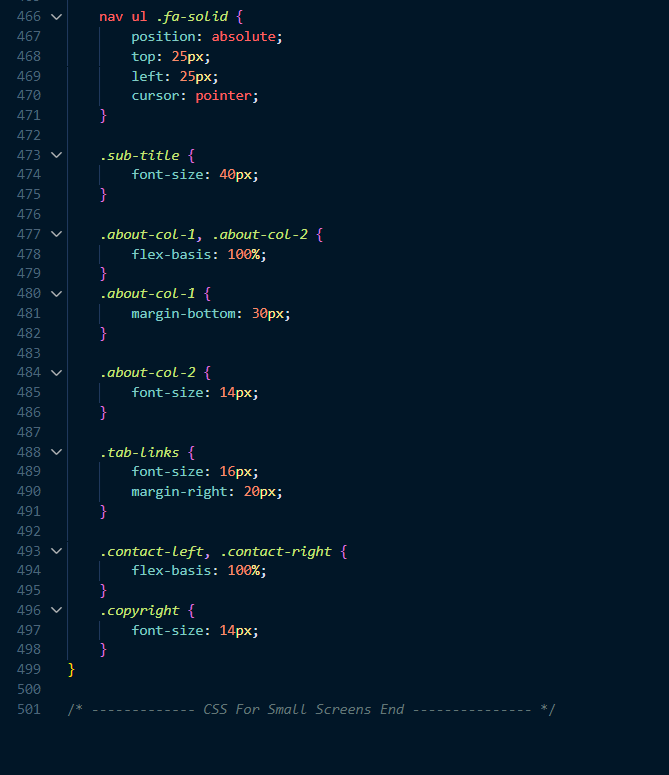 466 nav ul .fa-solid {
467 position: absolute;
468 top: 25px;
469 left: 25px;
470 cursor: pointer;
471 }
472
473 .sub-title {
474 font-size: 40px;
475 }
476
477 .about-col-1, .about-col-2 {
478 flex-basis: 100%;
479 }
480 .about-col-1 {
481 margin-bottom: 30px;
482 }
483
484 .about-col-2 {
485 font-size: 14px;
486 }
487
488 .tab-links {
489 font-size: 16px;
490 margin-right: 20px;
491 }
492
493 .contact-left, .contact-right {
494 flex-basis: 100%;
495 }
496 .copyright {
497 font-size: 14px;
498 }
499 }
500
501 /* ------------- CSS For Small Screens End --------------- */